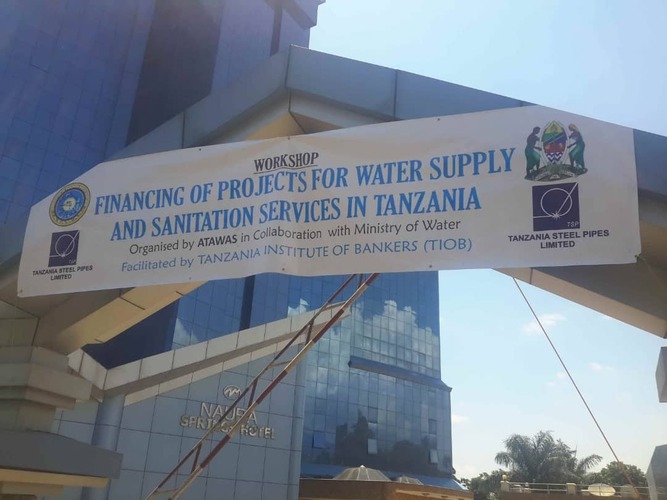 WORKSHOP
FINANCING OF PROJECTS FOR WATER SUPPLY
AND SANITATION SERVICES IN TANZANIA
Organised by ATAWAS in Collaboration with Ministry of Water
Facilitated by TANZANIA INSTITUTE OF BANKERS (TIOB)
TANZANIA STEEL PIPES
LIMITED
TSP
TANZANIA STEEL PIPES
LIMITED
NAURA
SPRINGS HOTEL